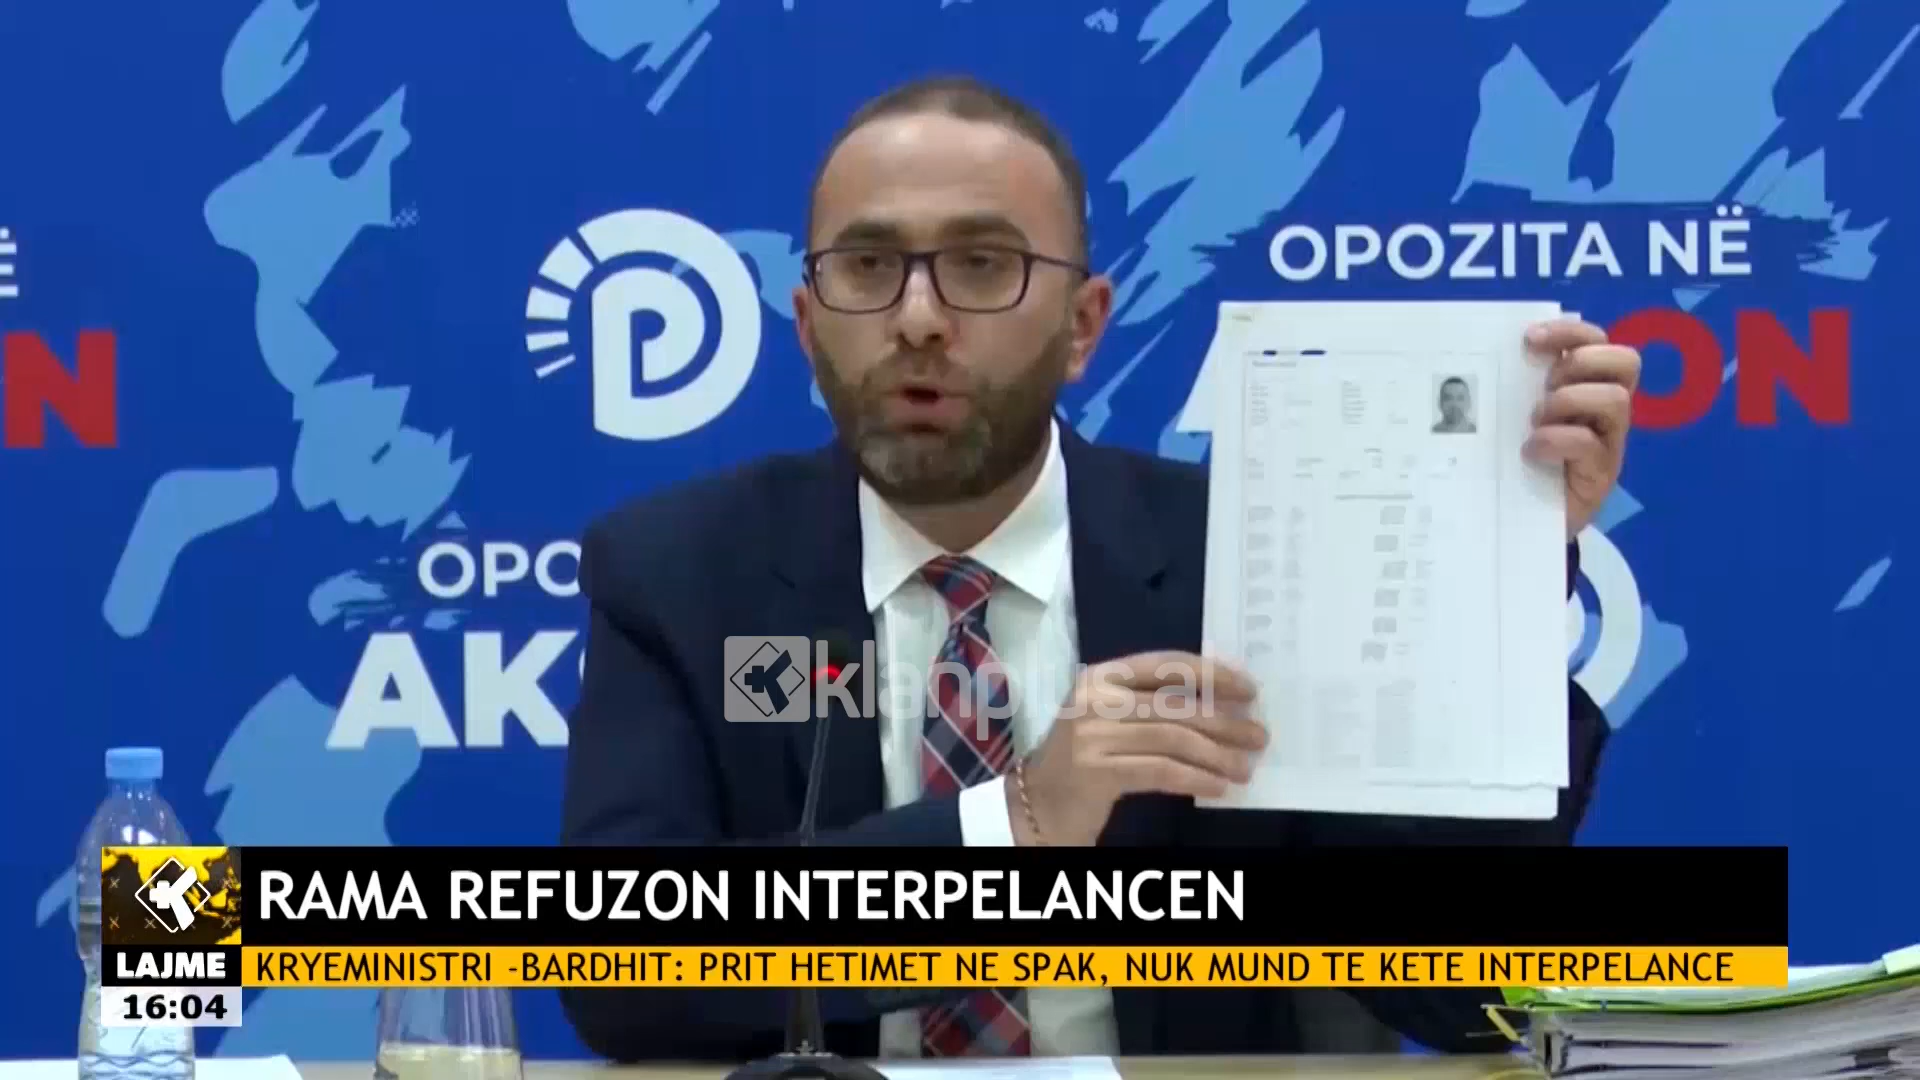 OPOZITA NË
ON
Ë
N
OPO
AK
klanplus.al
RAMA REFUZON INTERPELANCEN
LAJME
KRYEMINISTRI -BARDHIT: PRIT HETIMET NE SPAK, NUK MUND TE KETE INTERPELANCE
16:04